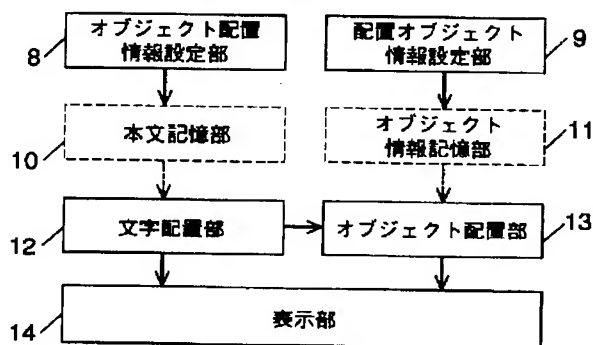 オブジェクト配置
情報設定部
8
配置オブジェクト
情報設定部
9
本文記憶部
10
オブジェクト
情報記憶部
11
文字配置部
12
オブジェクト配置部
13
表示部
14